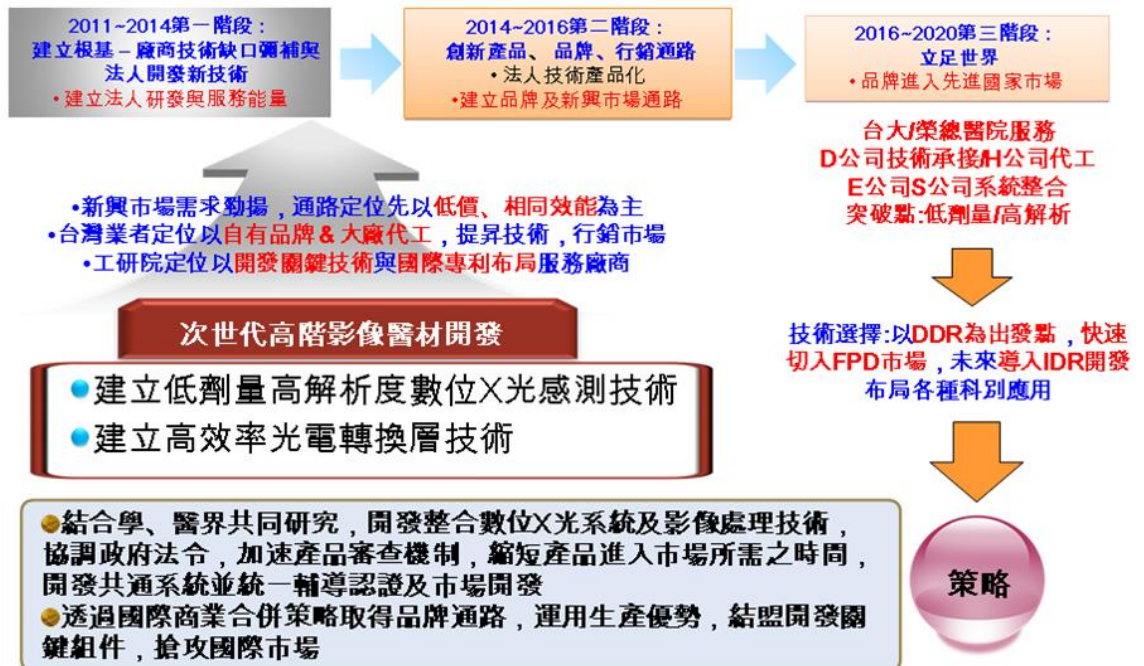 2011~2014第一階段：
建立根基－廠商技術缺口彌補與
法人開發新技術
•建立法人研發與服務能量
2014~2016第二階段：
創新產品、品牌、行銷通路
•法人技術產品化
•建立品牌及新興市場通路
2016~2020第三階段：
立足世界
•品牌進入先進國家市場
台大/榮總醫院服務
D公司技術承接/H公司代工
E公司S公司系統整合
突破點:低劑量/高解析
•新興市場需求勁揚，通路定位先以低價、相同效能為主
•台灣業者定位以自有品牌&大廠代工，提昇技術，行銷市場
•工研院定位以開發關鍵技術與國際專利布局服務廠商
次世代高階影像醫材開發
●建立低劑量高解析度數位X光感測技術
●建立高效率光電轉換層技術
技術選擇:以DDR為出發點，快速
切入FPD市場，未來導入IDR開發
布局各種科別應用
●結合學、醫界共同研究，開發整合數位X光系統及影像處理技術，
協調政府法令，加速產品審查機制，縮短產品進入市場所需之時間，
開發共通系統並統一輔導認證及市場開發
●透過國際商業合併策略取得品牌通路，運用生產優勢，結盟開發關
鍵組件，搶攻國際市場
策略